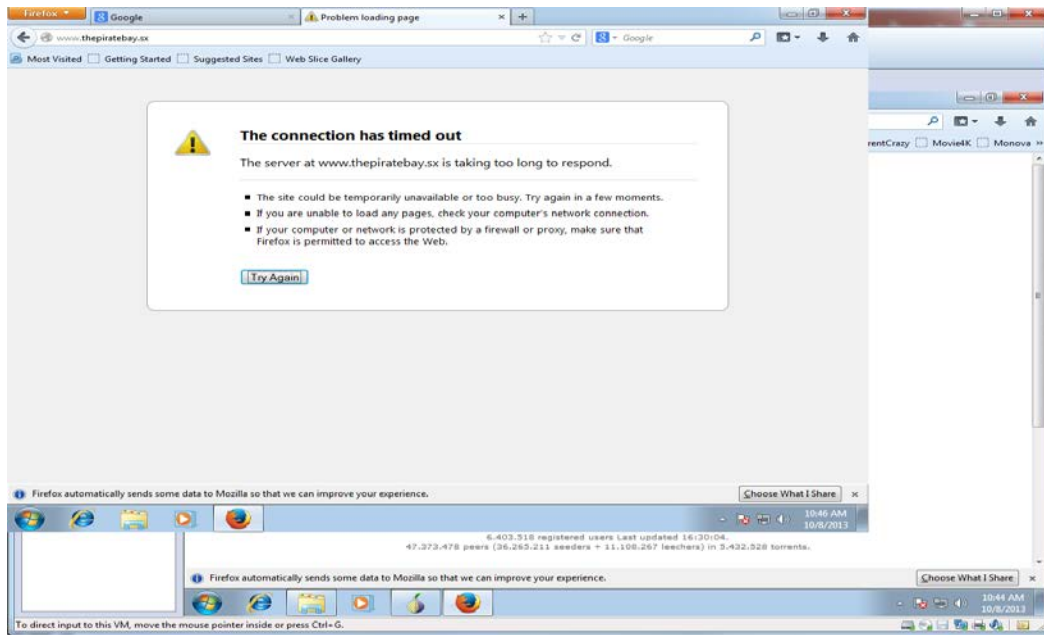 Firefox
Google
Problem loading page
www.thepiratebay.sx
Google
Most Visited Getting Started Suggested Sites Web Slice Gallery
rentCrazy Movie4K Monova
The connection has timed out
The server at www.thepiratebay.sx is taking too long to respond.
The site could be temporarily unavailable or too busy. Try again in a few moments.
If you are unable to load any pages, check your computer's network connection.
If your computer or network is protected by a firewall or proxy, make sure that
Firefox is permitted to access the Web.
Try Again
Firefox automatically sends some data to Mozilla so that we can improve your experience.
Choose What I Share
10:46 AM
10/8/2013
6.403.518 registered users Last updated 16:30:04.
47.373.478 peers (36.265.211 seeders + 11.108.267 leechers) in 5.432.528 torrents.
Firefox automatically sends some data to Mozilla so that we can improve your experience.
Choose What I Share
10:44 AM
10/8/2013
To direct input to this VM, move the mouse pointer inside or press Ctrl+G.